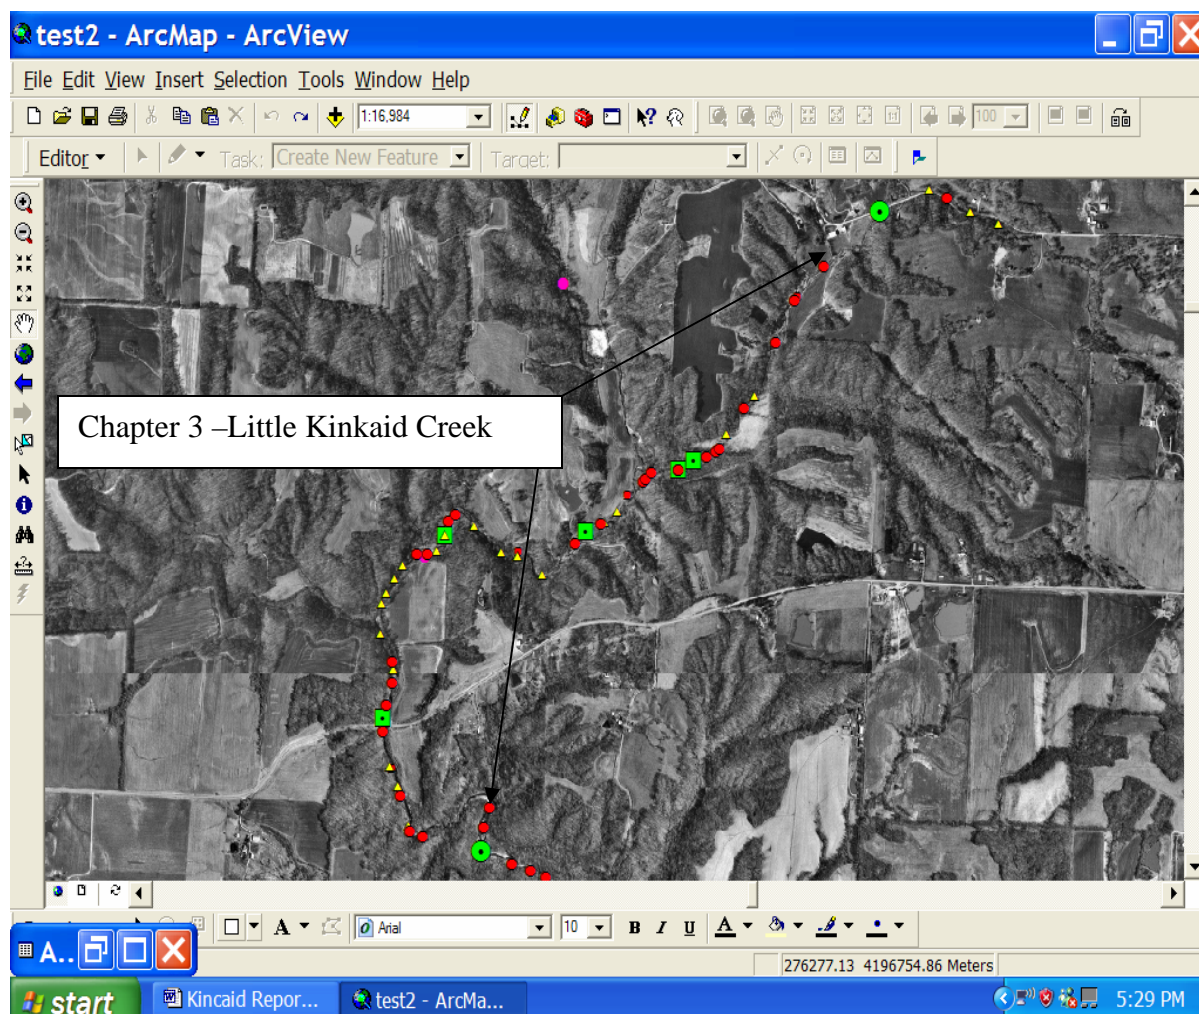 test2 - ArcMap - ArcView
File Edit View Insert Selection Tools Window Help
1:16,984
100
Editor Task: Create New Feature Target:
Chapter 3 –Little Kinkaid Creek
A Arial 10 B I U A
276277.13 4196754.86 Meters
A..
start Kincaid Repor... test2 - ArcMa... 5:29 PM